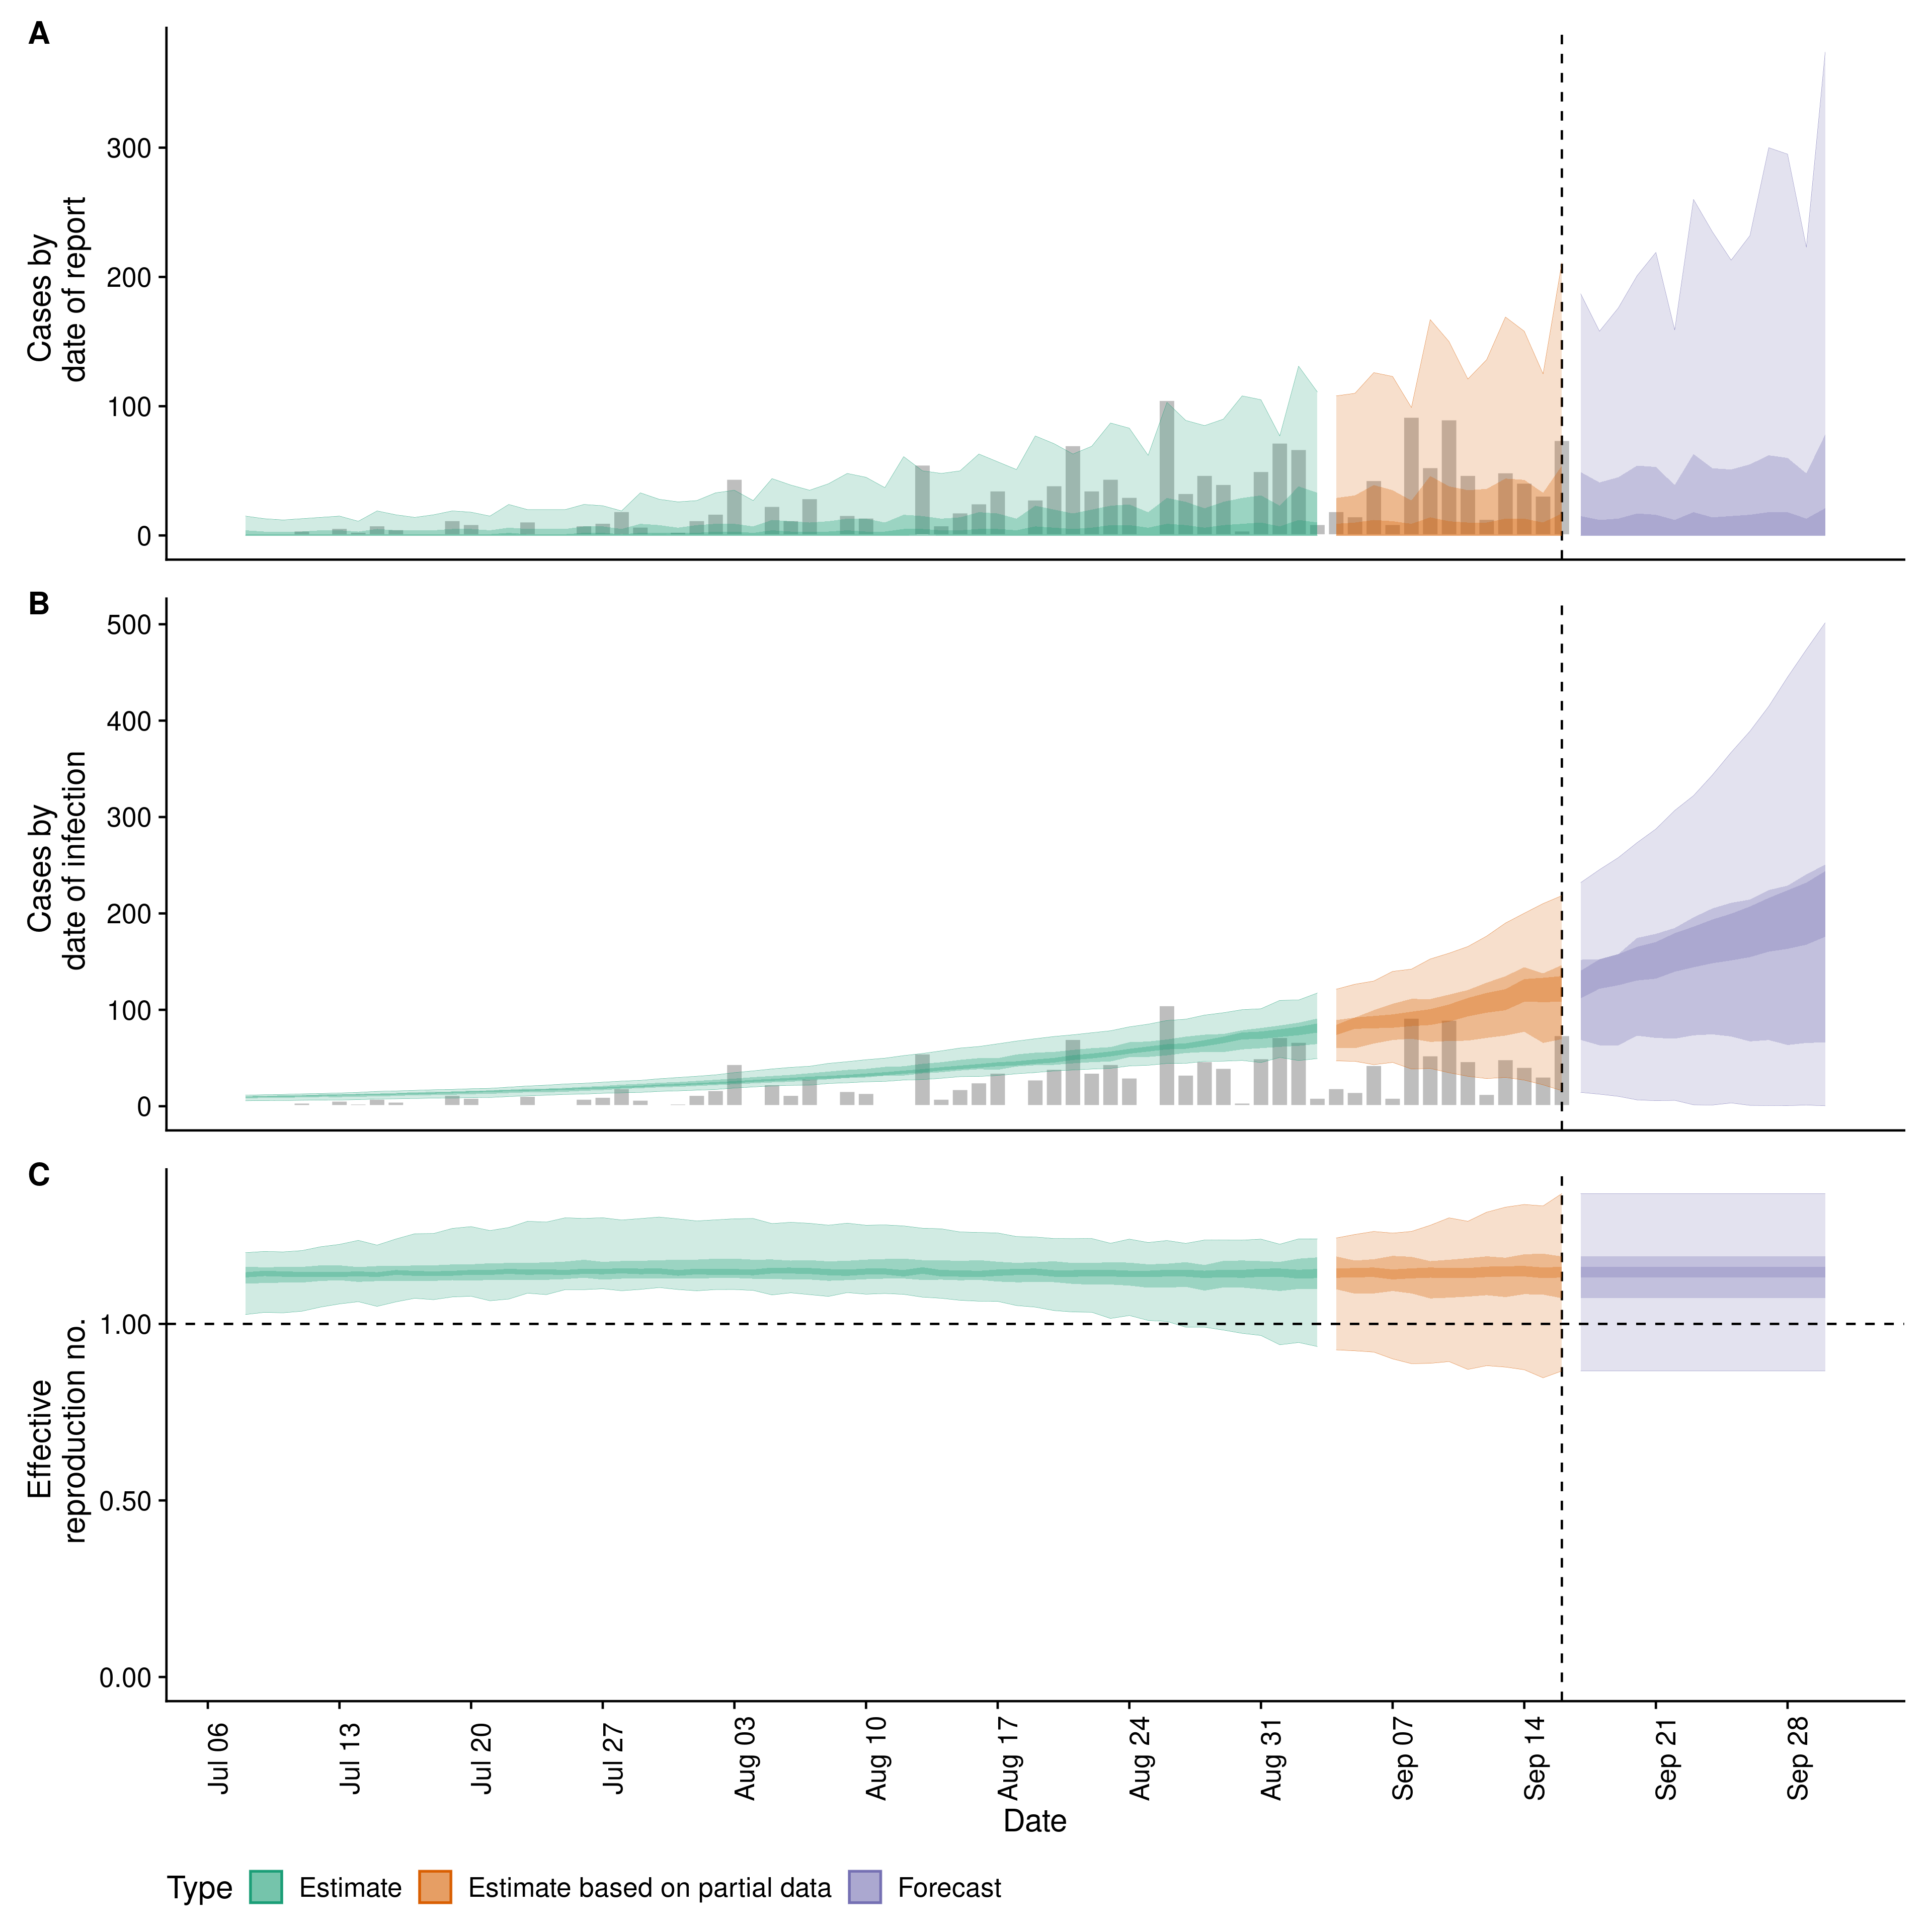 A
Cases by
date of report
300
200
100
0
B
Cases by
date of infection
500
400
300
200
100
0
C
Effective
reproduction no.
1.00
0.50
0.00
Jul 06
Jul 13
Jul 20
Jul 27
Aug 03
Aug 10
Aug 17
Aug 24
Aug 31
Sep 07
Sep 14
Sep 21
Sep 28
Date
Type Estimate Estimate based on partial data Forecast